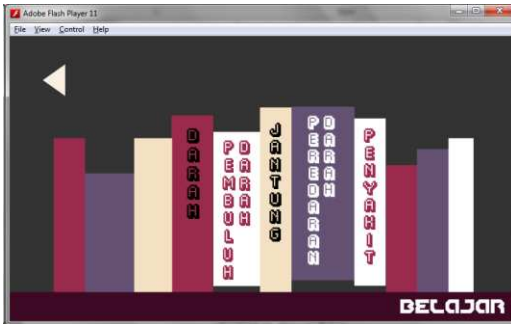 Adobe Flash Player 11
File View Control Help
DARAH
PEMBULUH
DARAH
JANTUNG
PEREDARAN
DARAH
PENYAKIT
BELAJAR